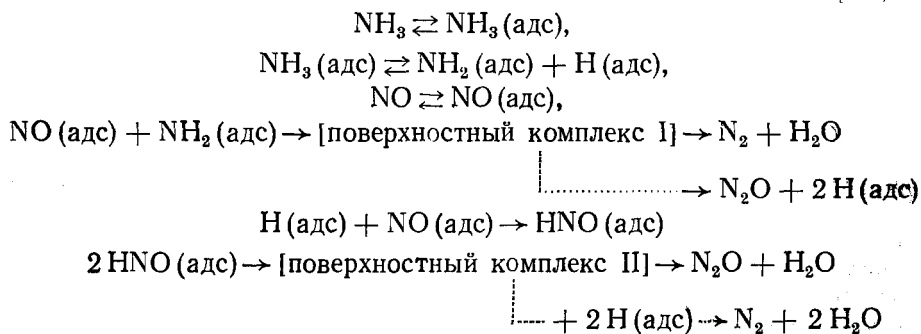 NH₃ ⇄ NH₃ (адс),
NH₃ (адс) ⇄ NH₂ (адс) + H (адс),
NO ⇄ NO (адс),
NO (адс) + NH₂ (адс) → [поверхностный комплекс I] → N₂ + H₂O
→ N₂O + 2 H (адс)
H (адс) + NO (адс) → HNO (адс)
2 HNO (адс) → [поверхностный комплекс II] → N₂O + H₂O
+ 2 H (адс) → N₂ + 2 H₂O